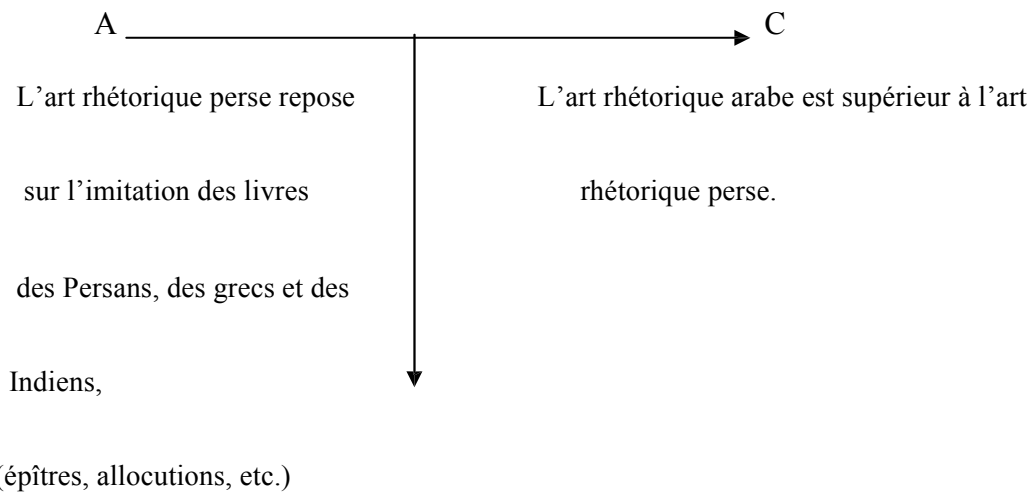 A C
L’art rhétorique perse repose
sur l’imitation des livres
des Persans, des grecs et des
Indiens,
(épîtres, allocutions, etc.)
L’art rhétorique arabe est supérieur à l’art
rhétorique perse.